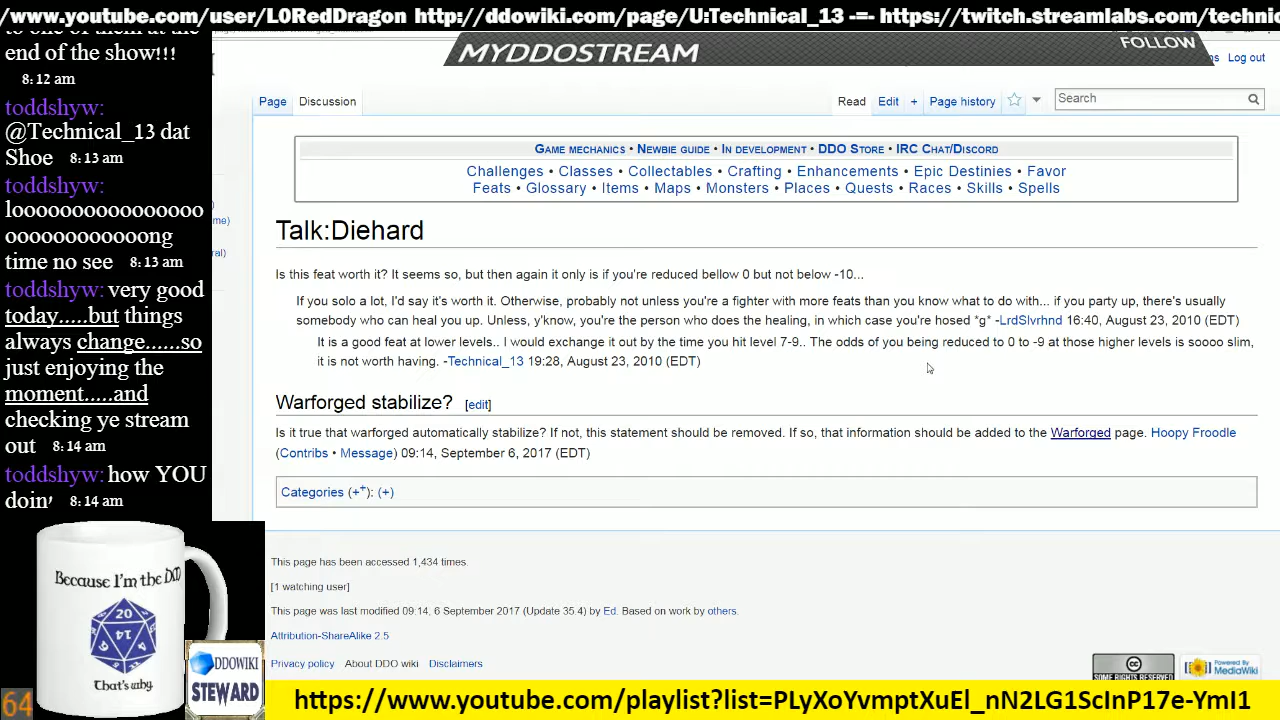 /www.youtube.com/user/L0RedDragon http://ddowiki.com/page/U:Technical_13 -=- https://twitch.streamlabs.com/technic
to one of them at the
end of the show!!!
8:12 am
toddshyw:
@Technical_13 dat
Shoe 8:13 am
toddshyw:
looooooooooooooooo
oooooooooooong
time no see 8:13 am
toddshyw: very good
today.....but things
always change......so
just enjoying the
moment.....and
checking ye stream
out 8:14 am
toddshyw: how YOU
doin' 8:14 am
Because I'm the DD
20
14
That's why.
DDOWIKI
STEWARD
64
MYDDOSTREAM
FOLLOW
Log out
Page Discussion
Read Edit + Page history
Search
Game mechanics • Newbie guide • In development • DDO Store • IRC Chat/Discord
Challenges • Classes • Collectables • Crafting • Enhancements • Epic Destinies • Favor
Feats • Glossary • Items • Maps • Monsters • Places • Quests • Races • Skills • Spells
Talk:Diehard
Is this feat worth it? It seems so, but then again it only is if you're reduced bellow 0 but not below -10...
If you solo a lot, I'd say it's worth it. Otherwise, probably not unless you're a fighter with more feats than you know what to do with... if you party up, there's usually
somebody who can heal you up. Unless, y'know, you're the person who does the healing, in which case you're hosed *g* -LrdSlvrhnd 16:40, August 23, 2010 (EDT)
It is a good feat at lower levels.. I would exchange it out by the time you hit level 7-9.. The odds of you being reduced to 0 to -9 at those higher levels is soooo slim,
it is not worth having. -Technical_13 19:28, August 23, 2010 (EDT)
Warforged stabilize? [edit]
Is it true that warforged automatically stabilize? If not, this statement should be removed. If so, that information should be added to the Warforged page. Hoopy Froodle
(Contribs • Message) 09:14, September 6, 2017 (EDT)
Categories (++): (+)
This page has been accessed 1,434 times.
[1 watching user]
This page was last modified 09:14, 6 September 2017 (Update 35.4) by Ed. Based on work by others.
Attribution-ShareAlike 2.5
Privacy policy About DDO wiki Disclaimers
cc
SOME RIGHTS RESERVED
Powered By
MediaWiki
https://www.youtube.com/playlist?list=PLyXoYvmptXuEl_nN2LG1ScInP17e-YmI1